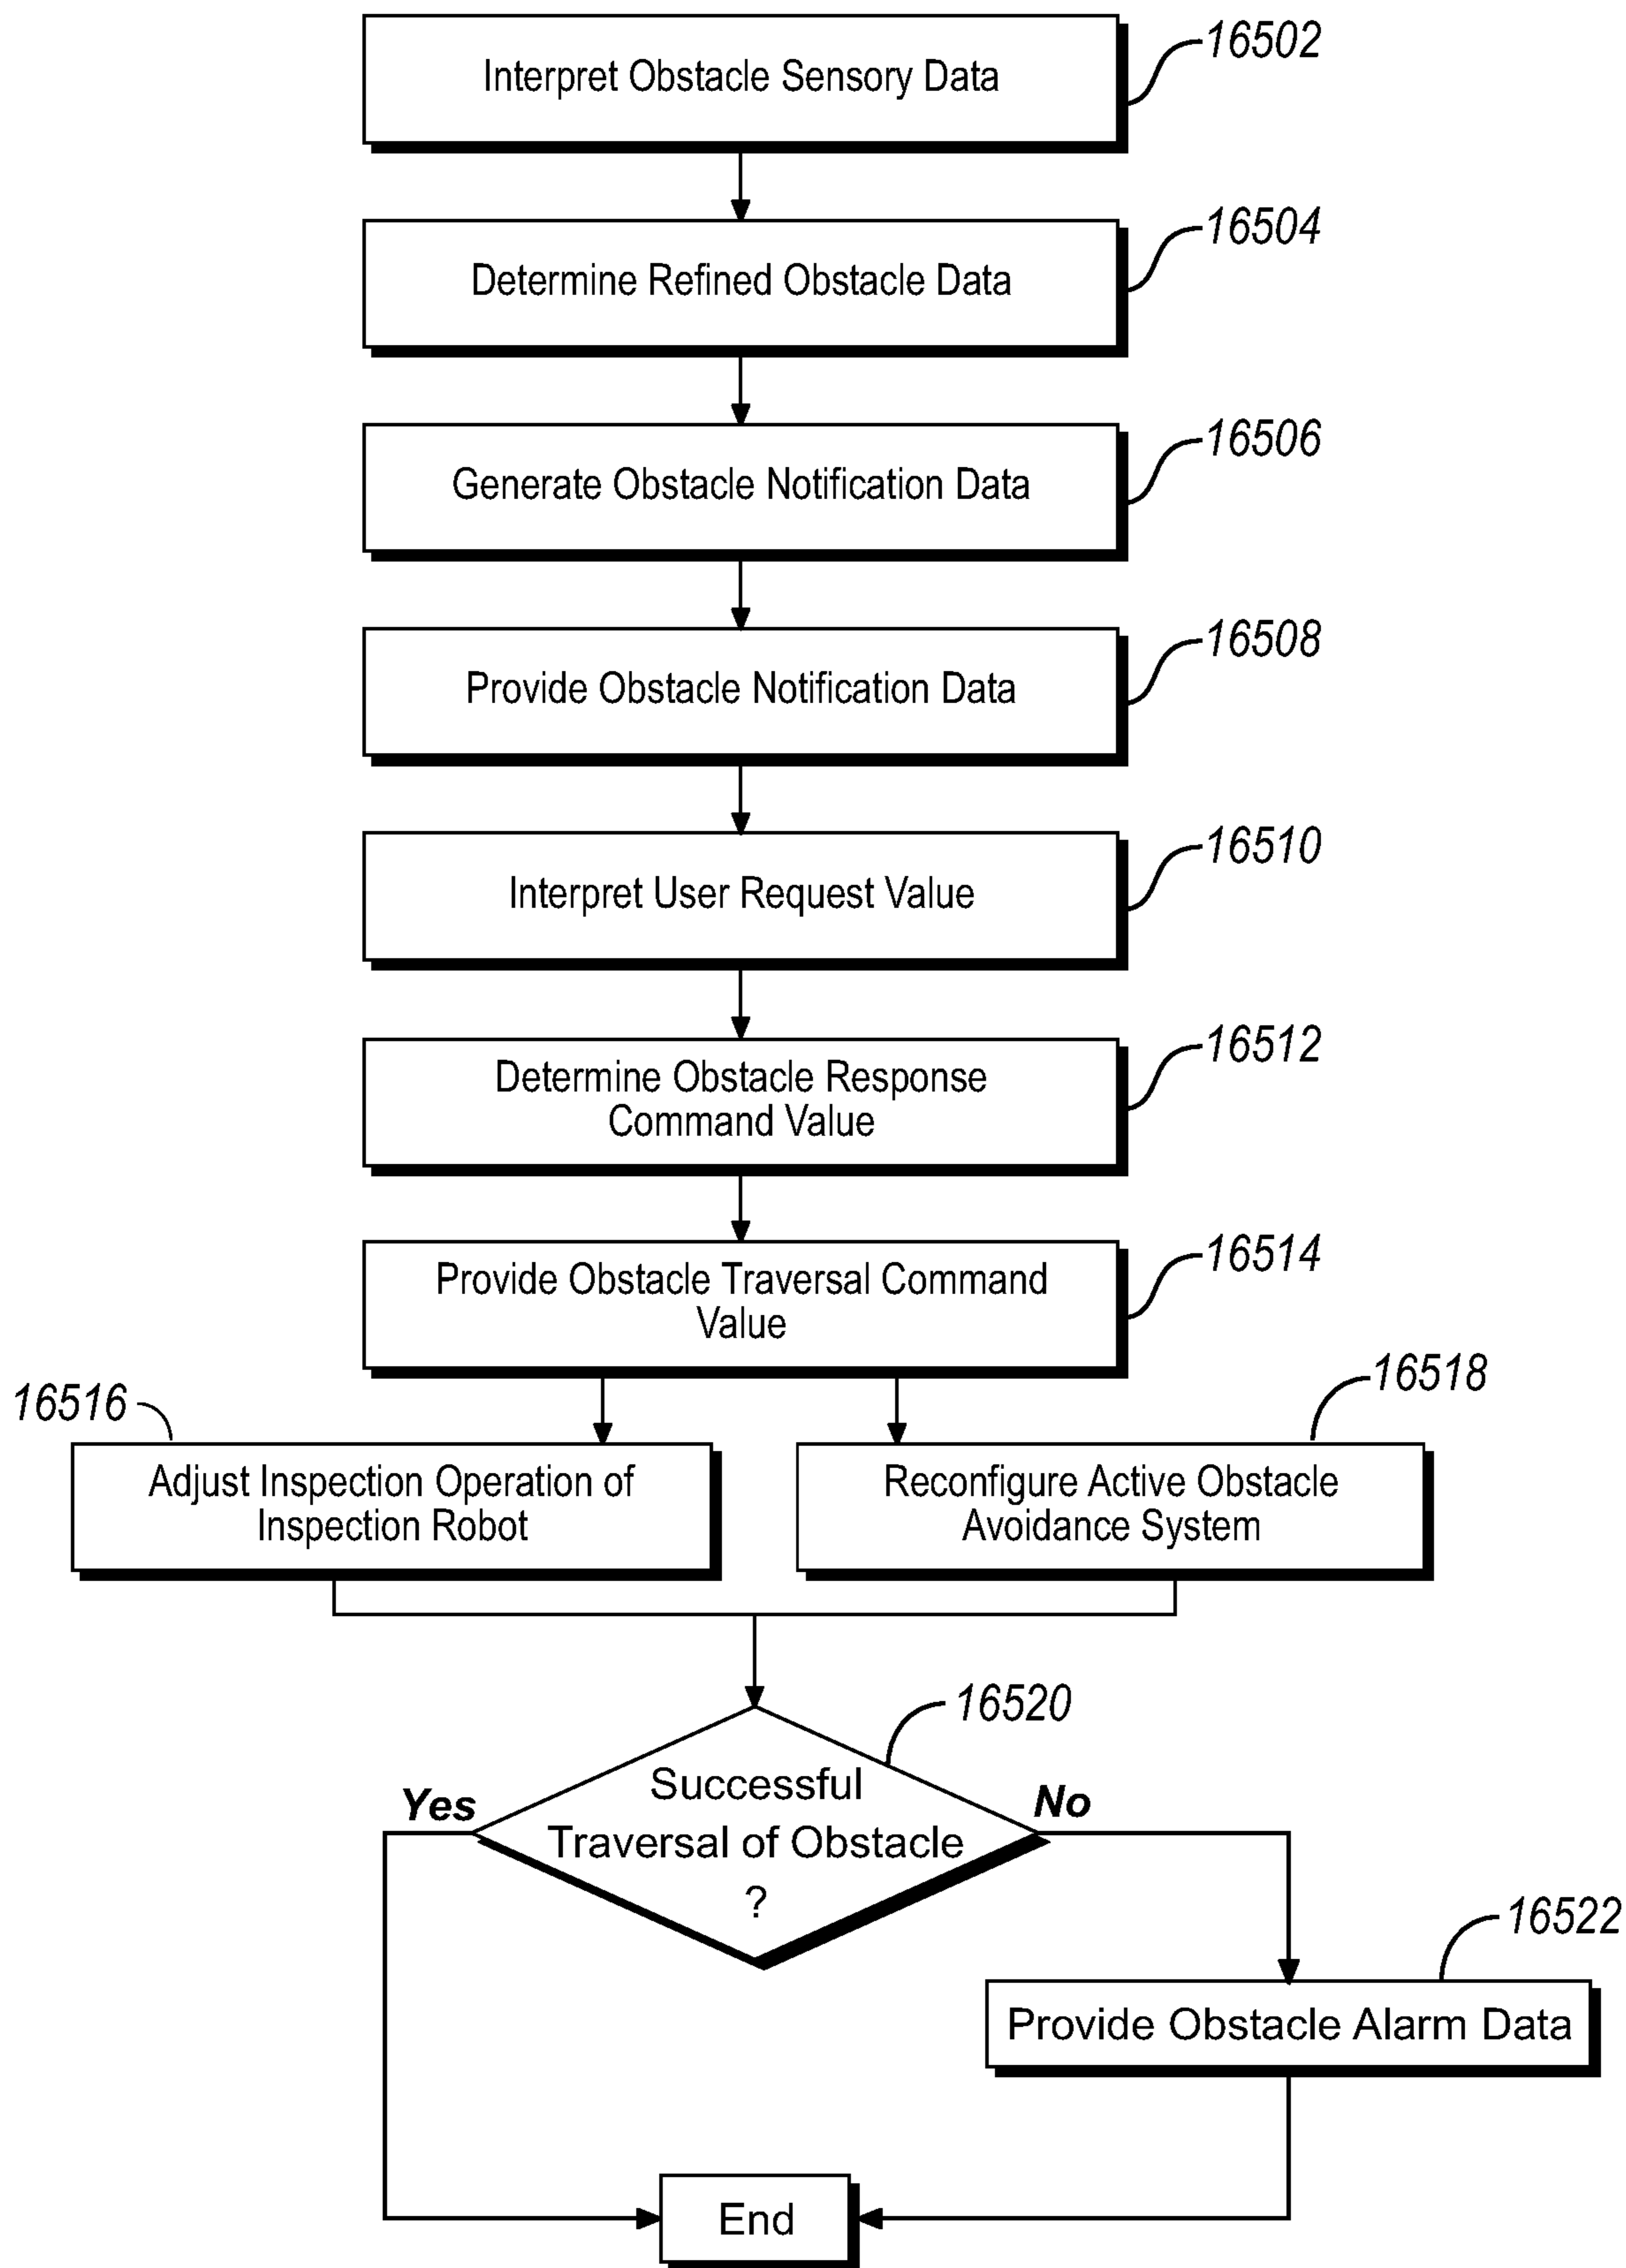 16502
Interpret Obstacle Sensory Data
16504
Determine Refined Obstacle Data
16506
Generate Obstacle Notification Data
16508
Provide Obstacle Notification Data
16510
Interpret User Request Value
16512
Determine Obstacle Response
Command Value
16514
Provide Obstacle Traversal Command
Value
16516
Adjust Inspection Operation of
Inspection Robot
16518
Reconfigure Active Obstacle
Avoidance System
16520
Successful
Traversal of Obstacle
?
Yes
No
16522
Provide Obstacle Alarm Data
End